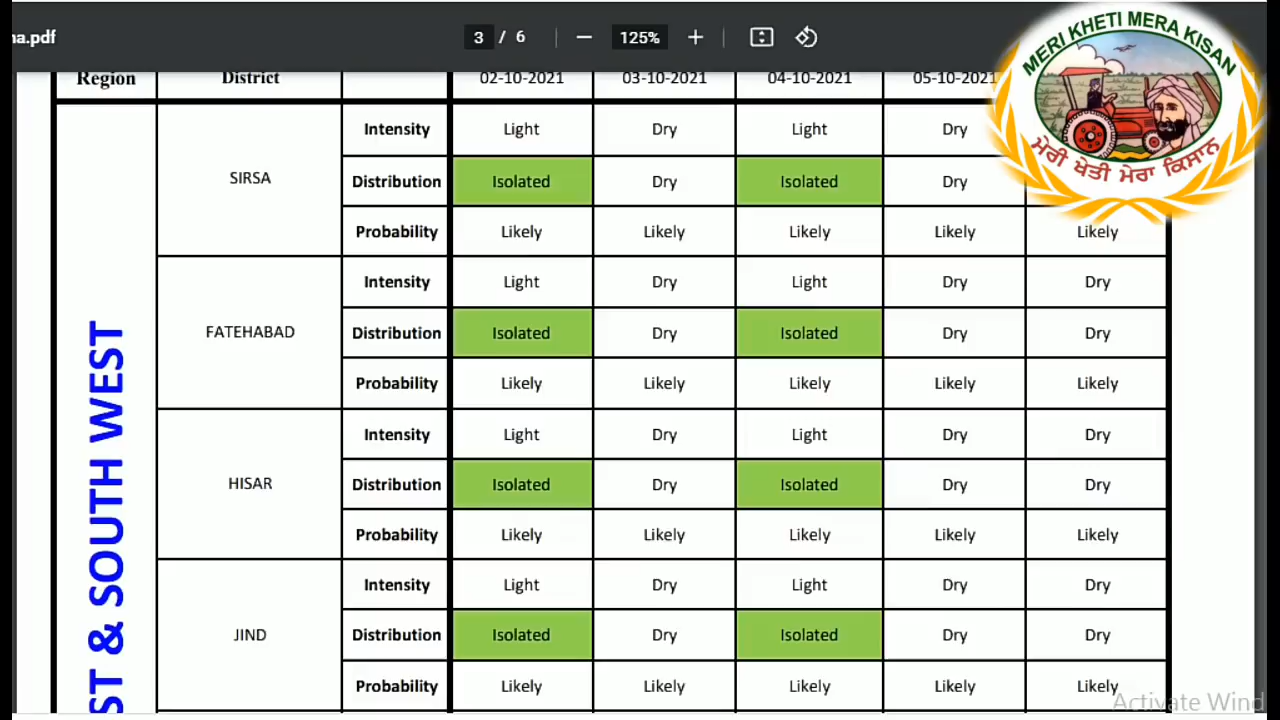 na.pdf
3 / 6
125%
MERI KHETI MERA KISAN
ਮੇਰੀ ਖੇਤੀ ਮੇਰਾ ਕਿਸਾਨ
Region District 02-10-2021 03-10-2021 04-10-2021 05-10-2021
Intensity Light Dry Light Dry
SIRSA Distribution Isolated Dry Isolated Dry
Probability Likely Likely Likely Likely Likely
Intensity Light Dry Light Dry Dry
FATEHABAD Distribution Isolated Dry Isolated Dry Dry
Probability Likely Likely Likely Likely Likely
Intensity Light Dry Light Dry Dry
HISAR Distribution Isolated Dry Isolated Dry Dry
Probability Likely Likely Likely Likely Likely
Intensity Light Dry Light Dry Dry
JIND Distribution Isolated Dry Isolated Dry Dry
Probability Likely Likely Likely Likely Likely
ST & SOUTH WEST
Activate Wind